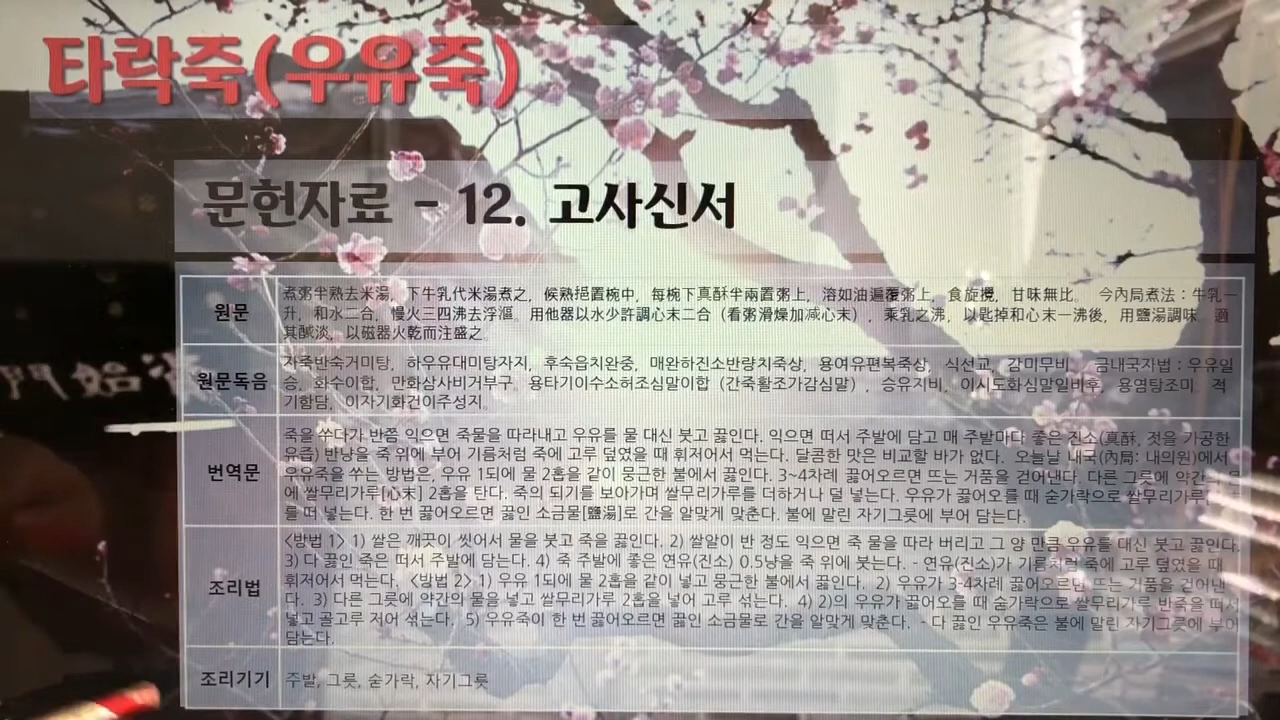 타락죽(우유죽)
문헌자료 - 12. 고사신서
원문
煮粥半熟去米湯, 下牛乳代米湯煮之, 候熟挹置椀中, 每椀下真酥半兩置粥上, 溶如油遍覆粥上, 食旋攪, 甘味無比. 今內局煮法 : 牛乳一
升, 和水二合, 慢火三四沸去浮漚. 用他器以水少許調心末二合 (看粥滑燥加减心末) , 乘乳之沸, 以匙掉和心末一沸後, 用鹽湯調味 適
其醎淡, 以磁器火乾而注盛之.
원문독음
자죽반숙거미탕, 하우유대미탕자지, 후숙읍치완중, 매완하진소반량치죽상, 용여유편복죽상, 식선교, 감미무비. 금내국자법 : 우유일
승, 화수이합, 만화삼사비거부구. 용타기이수소허조심말이합 (간죽활조가감심말) , 승유지비, 이시도화심말일비후, 용염탕조미 적
기함담, 이자기화건이주성지.
번역문
죽을 쑤다가 반쯤 익으면 죽물을 따라내고 우유를 물 대신 붓고 끓인다. 익으면 떠서 주발에 담고 매 주발마다 좋은 진소(真酥, 젓을 가공한
유즙) 반냥을 죽 위에 부어 기름처럼 죽에 고루 덮였을 때 휘저어서 먹는다. 달콤한 맛은 비교할 바가 없다. 오늘날 내국(內局: 내의원)에서
우유죽을 쑤는 방법은, 우유 1되에 물 2홉을 같이 뭉근한 불에서 끓인다. 3~4차례 끓어오르면 뜨는 거품을 걷어낸다. 다른 그릇에 약간의 물
에 쌀무리가루[心末] 2홉을 탄다. 죽의 되기를 보아가며 쌀무리가루를 더하거나 덜 넣는다. 우유가 끓어오를 때 숟가락으로 쌀무리가루
를 떠 넣는다. 한 번 끓어오르면 끓인 소금물[鹽湯]로 간을 알맞게 맞춘다. 불에 말린 자기그릇에 부어 담는다.
조리법
〈방법 1〉 1) 쌀은 깨끗이 씻어서 물을 붓고 죽을 끓인다. 2) 쌀알이 반 정도 익으면 죽 물을 따라 버리고 그 양 만큼 우유를 대신 붓고 끓인다.
3) 다 끓인 죽은 떠서 주발에 담는다. 4) 죽 주발에 좋은 연유(진소) 0.5냥을 죽 위에 붓는다. - 연유(진소)가 기름처럼 죽에 고루 덮였을 때
휘저어서 먹는다. 〈방법 2〉 1) 우유 1되에 물 2홉을 같이 넣고 뭉근한 불에서 끓인다. 2) 우유가 3-4차례 끓어오르면 뜨는 거품을 걷어낸
다. 3) 다른 그릇에 약간의 물을 넣고 쌀무리가루 2홉을 넣어 고루 섞는다. 4) 2)의 우유가 끓어오를 때 숟가락으로 쌀무리가루 반죽을 떠서
넣고 골고루 저어 섞는다. 5) 우유죽이 한 번 끓어오르면 끓인 소금물로 간을 알맞게 맞춘다. - 다 끓인 우유죽은 불에 말린 자기그릇에 부어
담는다.
조리기기
주발, 그릇, 숟가락, 자기그릇